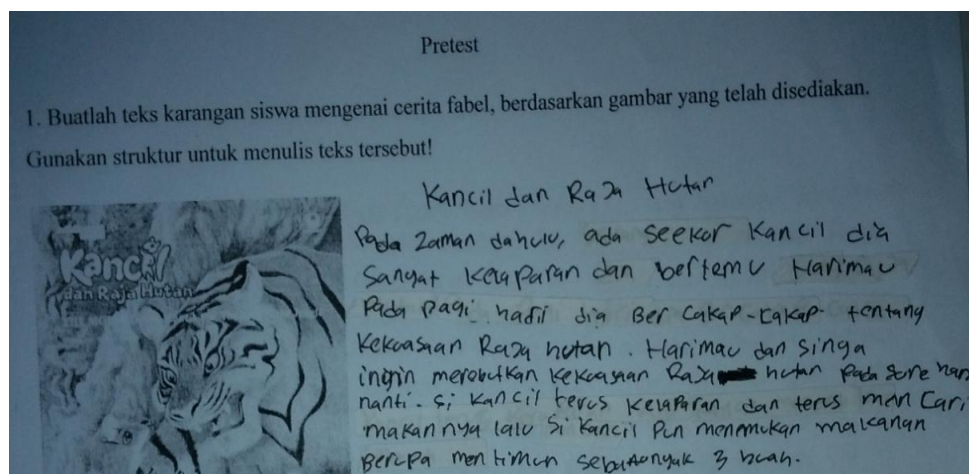 Pretest
1. Buatlah teks karangan siswa mengenai cerita fabel, berdasarkan gambar yang telah disediakan.
Gunakan struktur untuk menulis teks tersebut!
Kancil dan Raja Hutan
Kancil
dan Raja Hutan
Pada Zaman dahulu, ada seekor Kancil dia
Sangat kelaparan dan bertemu Harimau
Pada pagi hari dia Ber cakap-cakap tentang
Kekuasaan Raja hutan. Harimau dan singa
ingin merebutkan kekuasaan Raja hutan pada sore hari
nanti. Si Kancil terus kelaparan dan terus men cari
makannya lalu Si Kancil pun menemukan makanan
Berupa mentimun 3 buah.